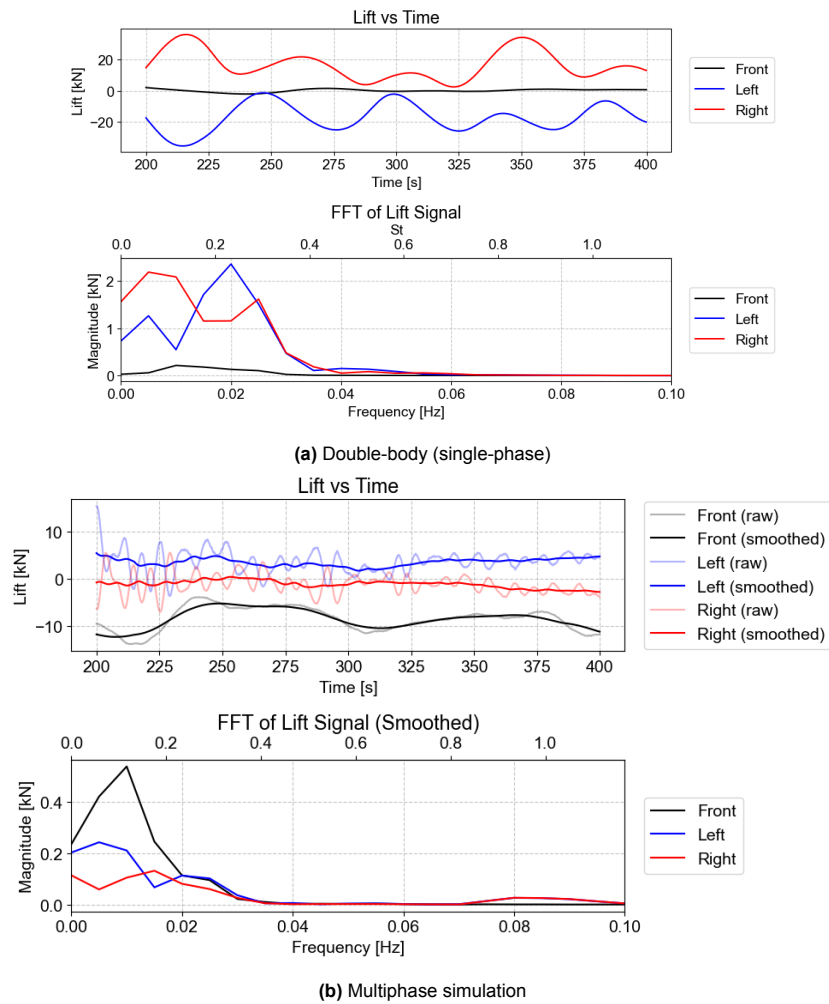 Lift vs Time
Lift [kN]
20
0
−20
200 225 250 275 300 325 350 375 400
Time [s]
Front
Left
Right
FFT of Lift Signal
St
0.0 0.2 0.4 0.6 0.8 1.0
Magnitude [kN]
2
1
0
0.00 0.02 0.04 0.06 0.08 0.10
Frequency [Hz]
Front
Left
Right
(a) Double-body (single-phase)
Lift vs Time
Lift [kN]
10
0
−10
200 225 250 275 300 325 350 375 400
Time [s]
Front (raw)
Front (smoothed)
Left (raw)
Left (smoothed)
Right (raw)
Right (smoothed)
FFT of Lift Signal (Smoothed)
0.0 0.2 0.4 0.6 0.8 1.0
Magnitude [kN]
0.4
0.2
0.0
0.00 0.02 0.04 0.06 0.08 0.10
Frequency [Hz]
Front
Left
Right
(b) Multiphase simulation